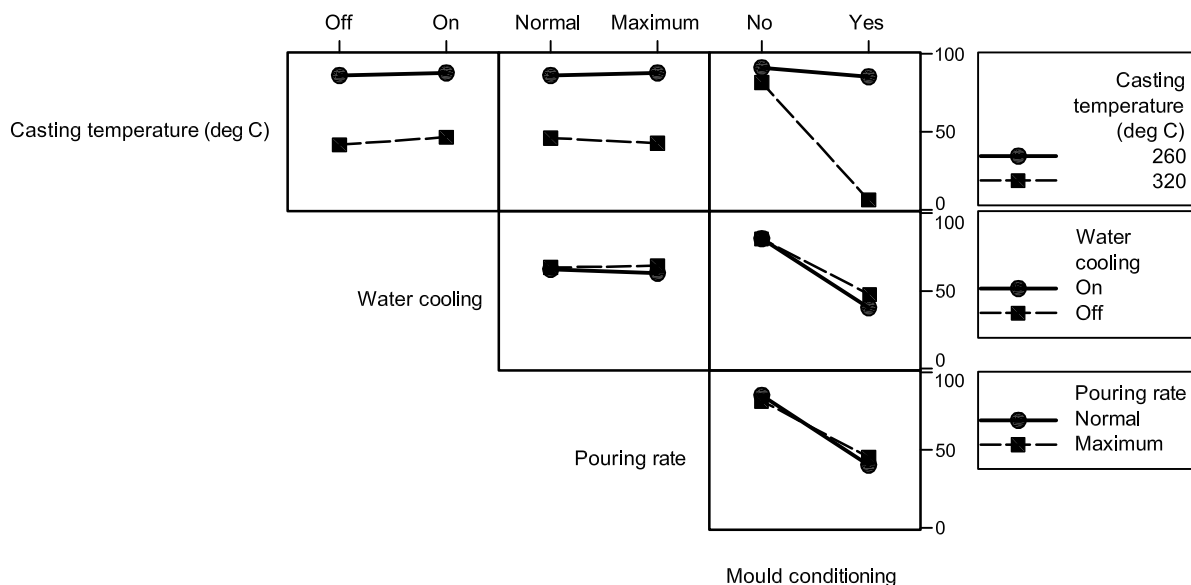 Off On Normal Maximum No Yes
100
50
0
Casting temperature (deg C)
Casting
temperature
(deg C)
260
320
100
50
0
Water cooling
Water
cooling
On
Off
100
50
0
Pouring rate
Pouring rate
Normal
Maximum
Mould conditioning